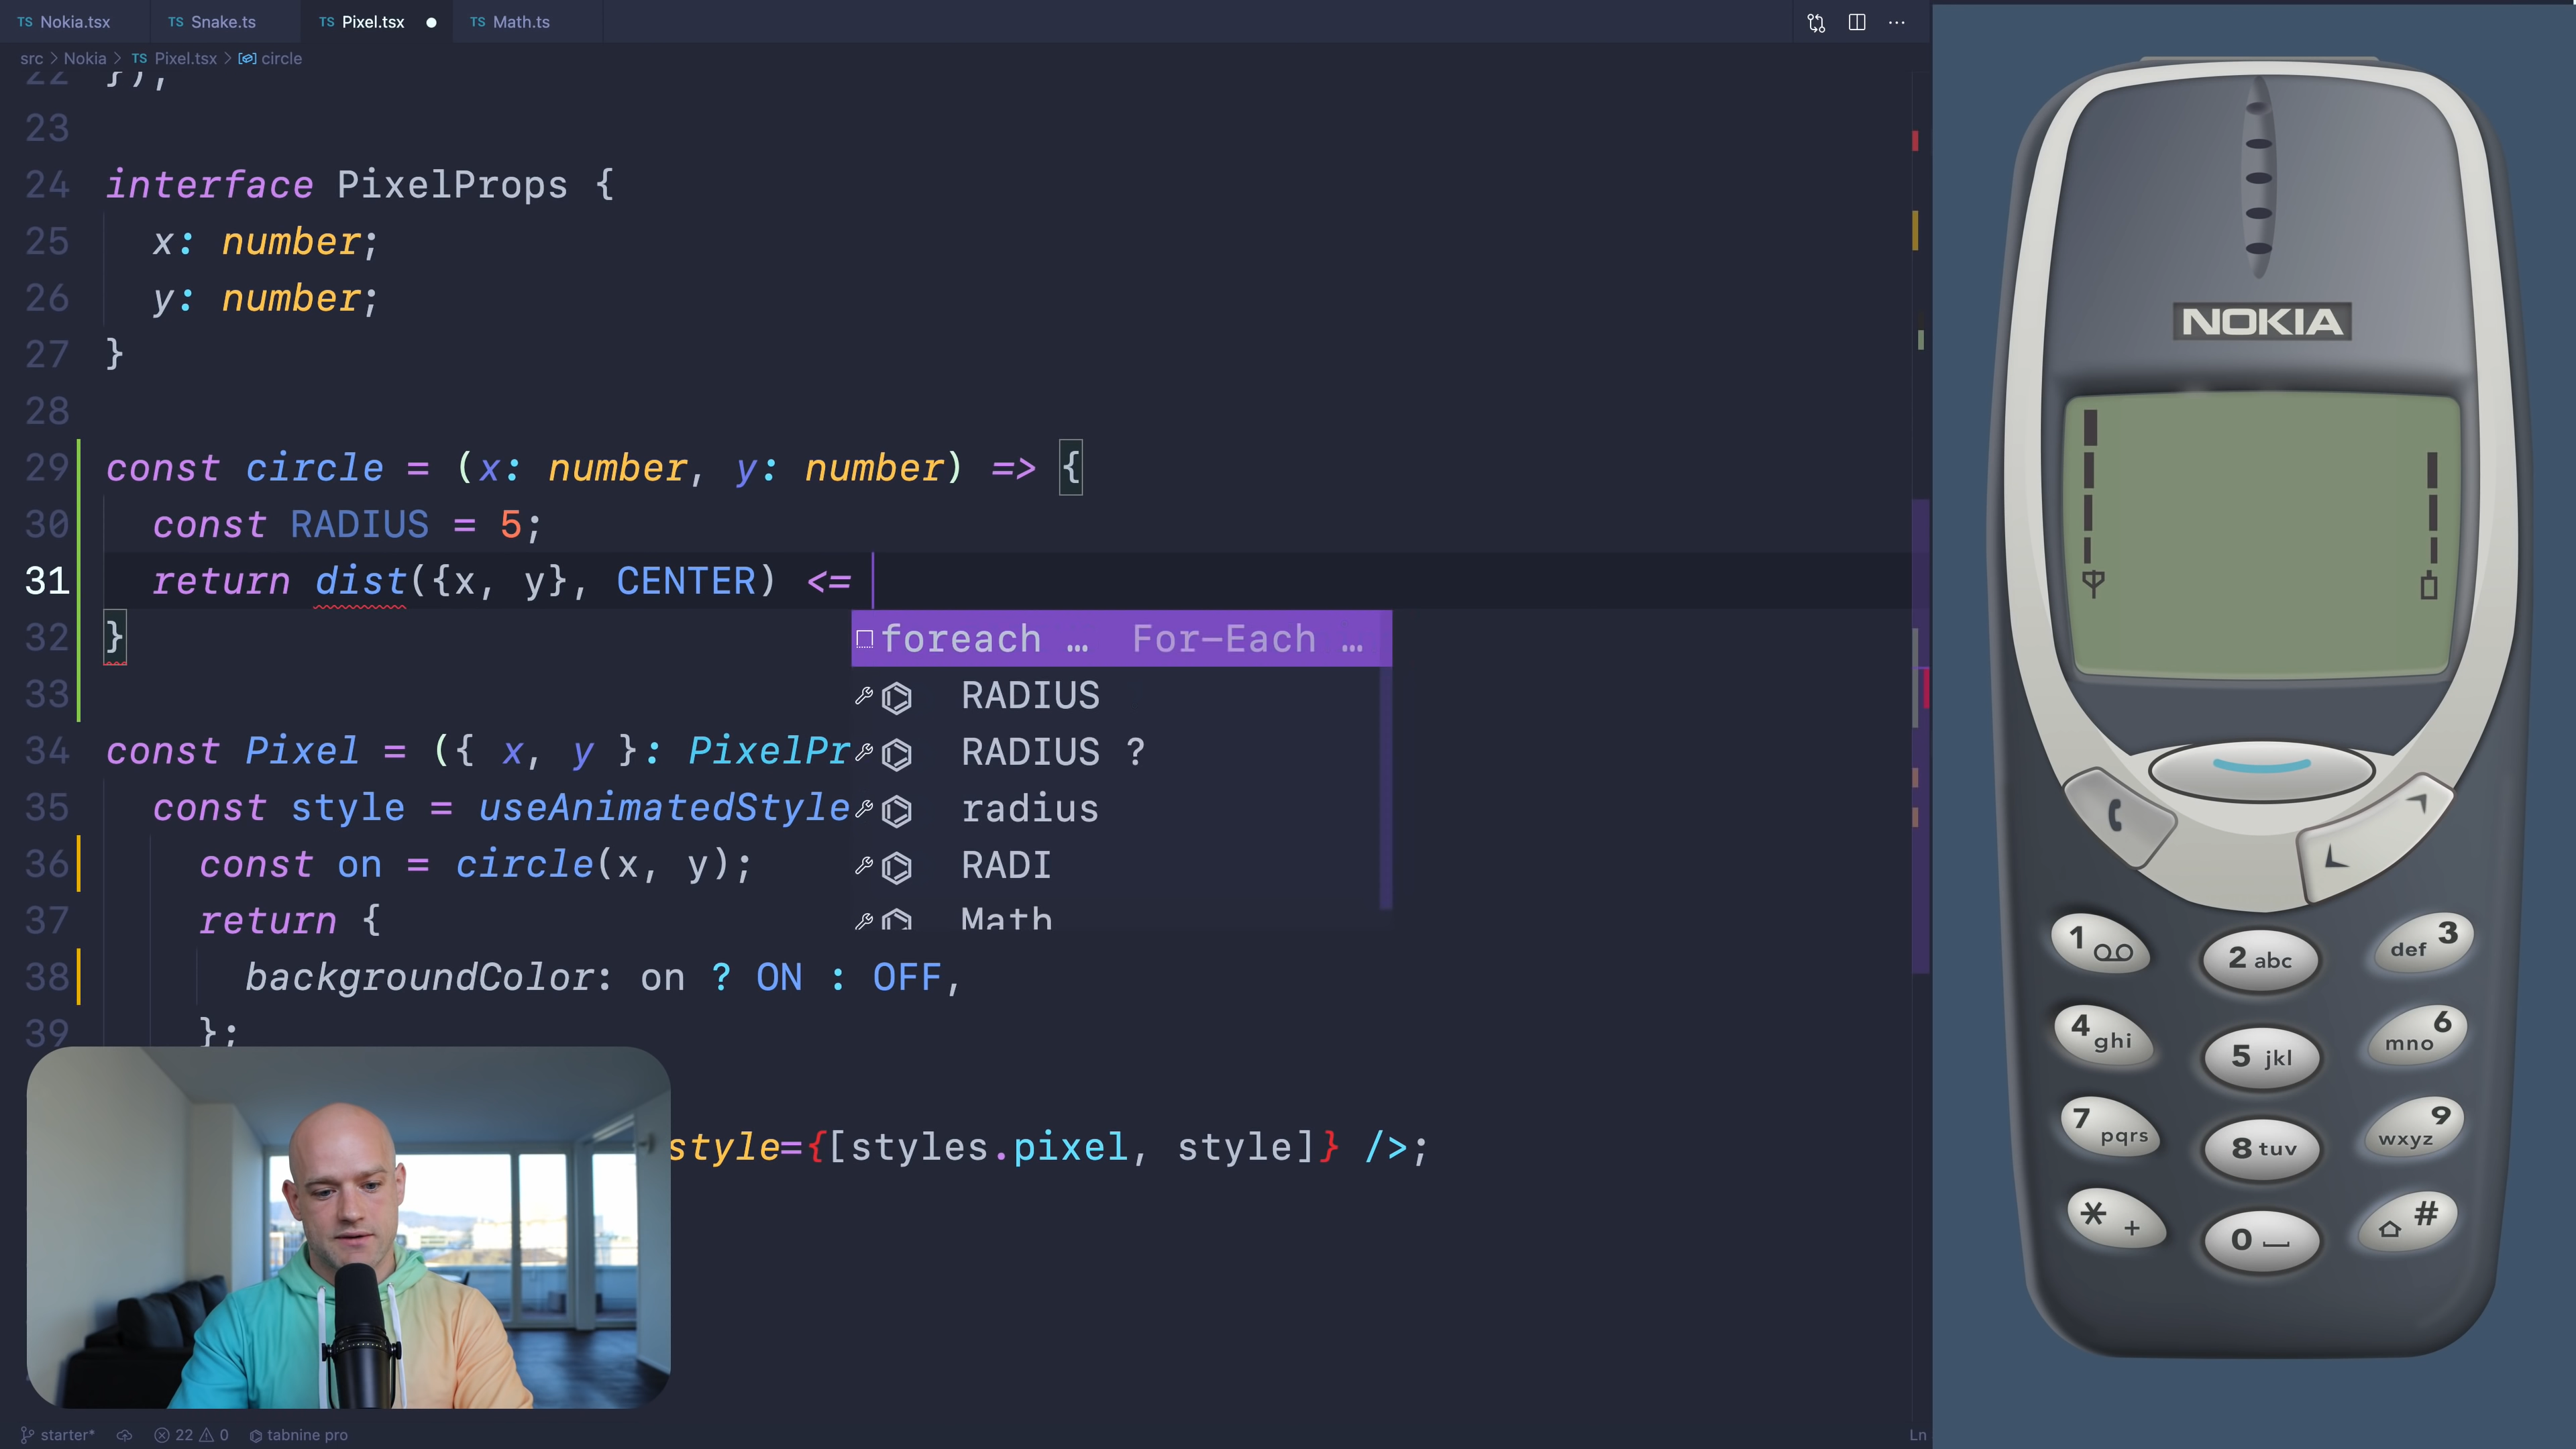 TS Nokia.tsx TS Snake.ts TS Pixel.tsx TS Math.ts
src > Nokia > TS Pixel.tsx > circle
22 });
23
24 interface PixelProps {
25 x: number;
26 y: number;
27 }
28
29 const circle = (x: number, y: number) => {
30 const RADIUS = 5;
31 return dist({x, y}, CENTER) <=
foreach … For-Each …
32 }
RADIUS
33
34 const Pixel = ({ x, y }: PixelPr
RADIUS ?
35 const style = useAnimatedStyle
radius
36 const on = circle(x, y);
RADI
37 return {
Math
38 backgroundColor: on ? ON : OFF,
39 };
style={[styles.pixel, style]} />;
starter* 22 0 tabnine pro
Ln
NOKIA
1
2 abc
def 3
4 ghi
5 jkl
mno 6
7 pqrs
8 tuv
wxyz 9
* +
0
#